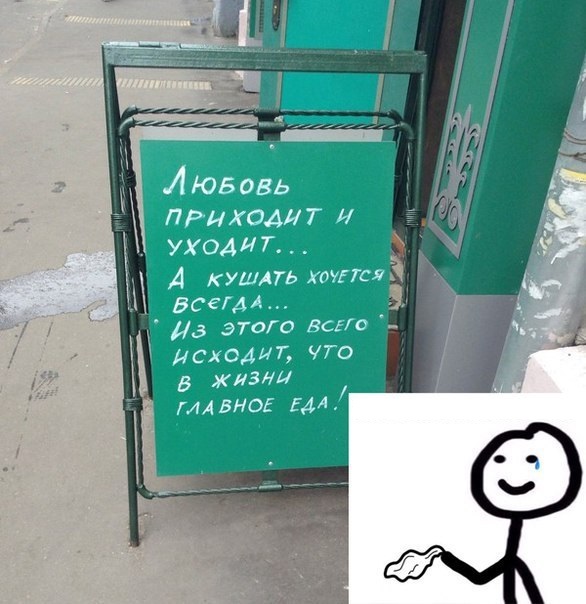 Любовь
приходит и
уходит...
А кушать хочется
всегда...
Из этого всего
исходит, что
в жизни
главное еда!